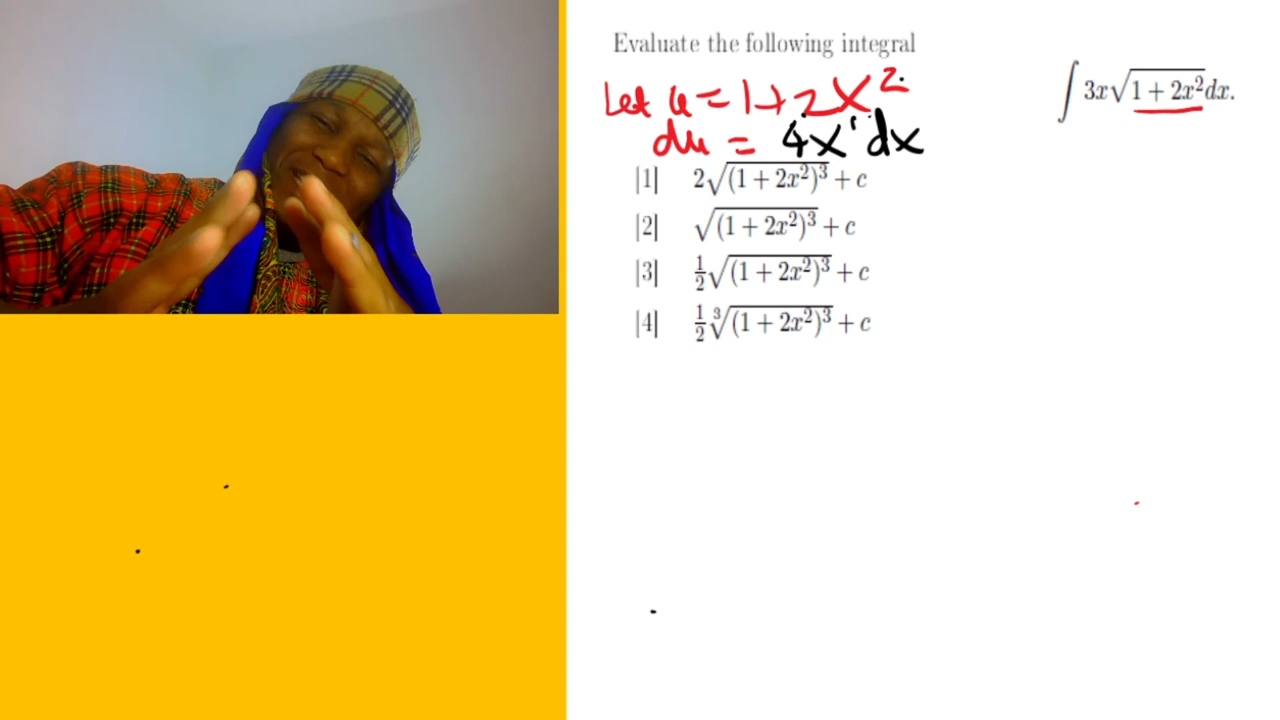 Evaluate the following integral
∫ 3x√(1 + 2x²)dx.
Let u = 1 + 2x²
du = 4x¹dx
|1| 2√((1 + 2x²)³) + c
|2| √((1 + 2x²)³) + c
|3| ½√((1 + 2x²)³) + c
|4| ½∛((1 + 2x²)³) + c